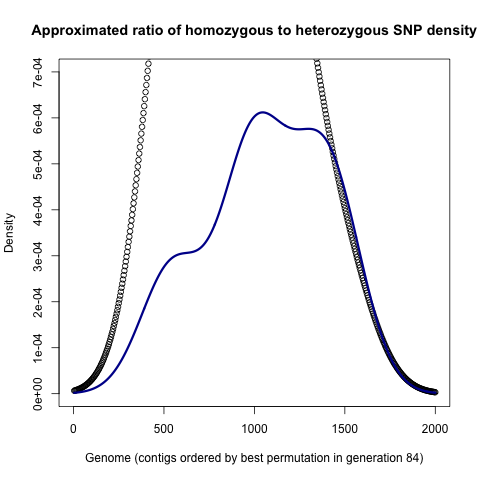 Approximated ratio of homozygous to heterozygous SNP density
Density
7e-04
6e-04
5e-04
4e-04
3e-04
2e-04
1e-04
0e+00
0 500 1000 1500 2000
Genome (contigs ordered by best permutation in generation 84)